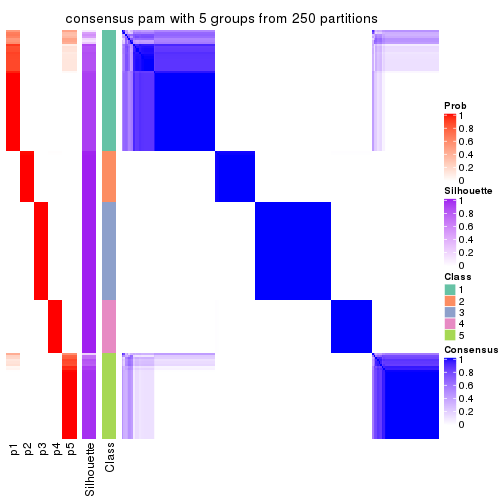 consensus pam with 5 groups from 250 partitions
Prob
1
0.8
0.6
0.4
0.2
0
Silhouette
1
0.8
0.6
0.4
0.2
0
Class
1
2
3
4
5
Consensus
1
0.8
0.6
0.4
0.2
0
p1
p2
p3
p4
p5
Silhouette
Class